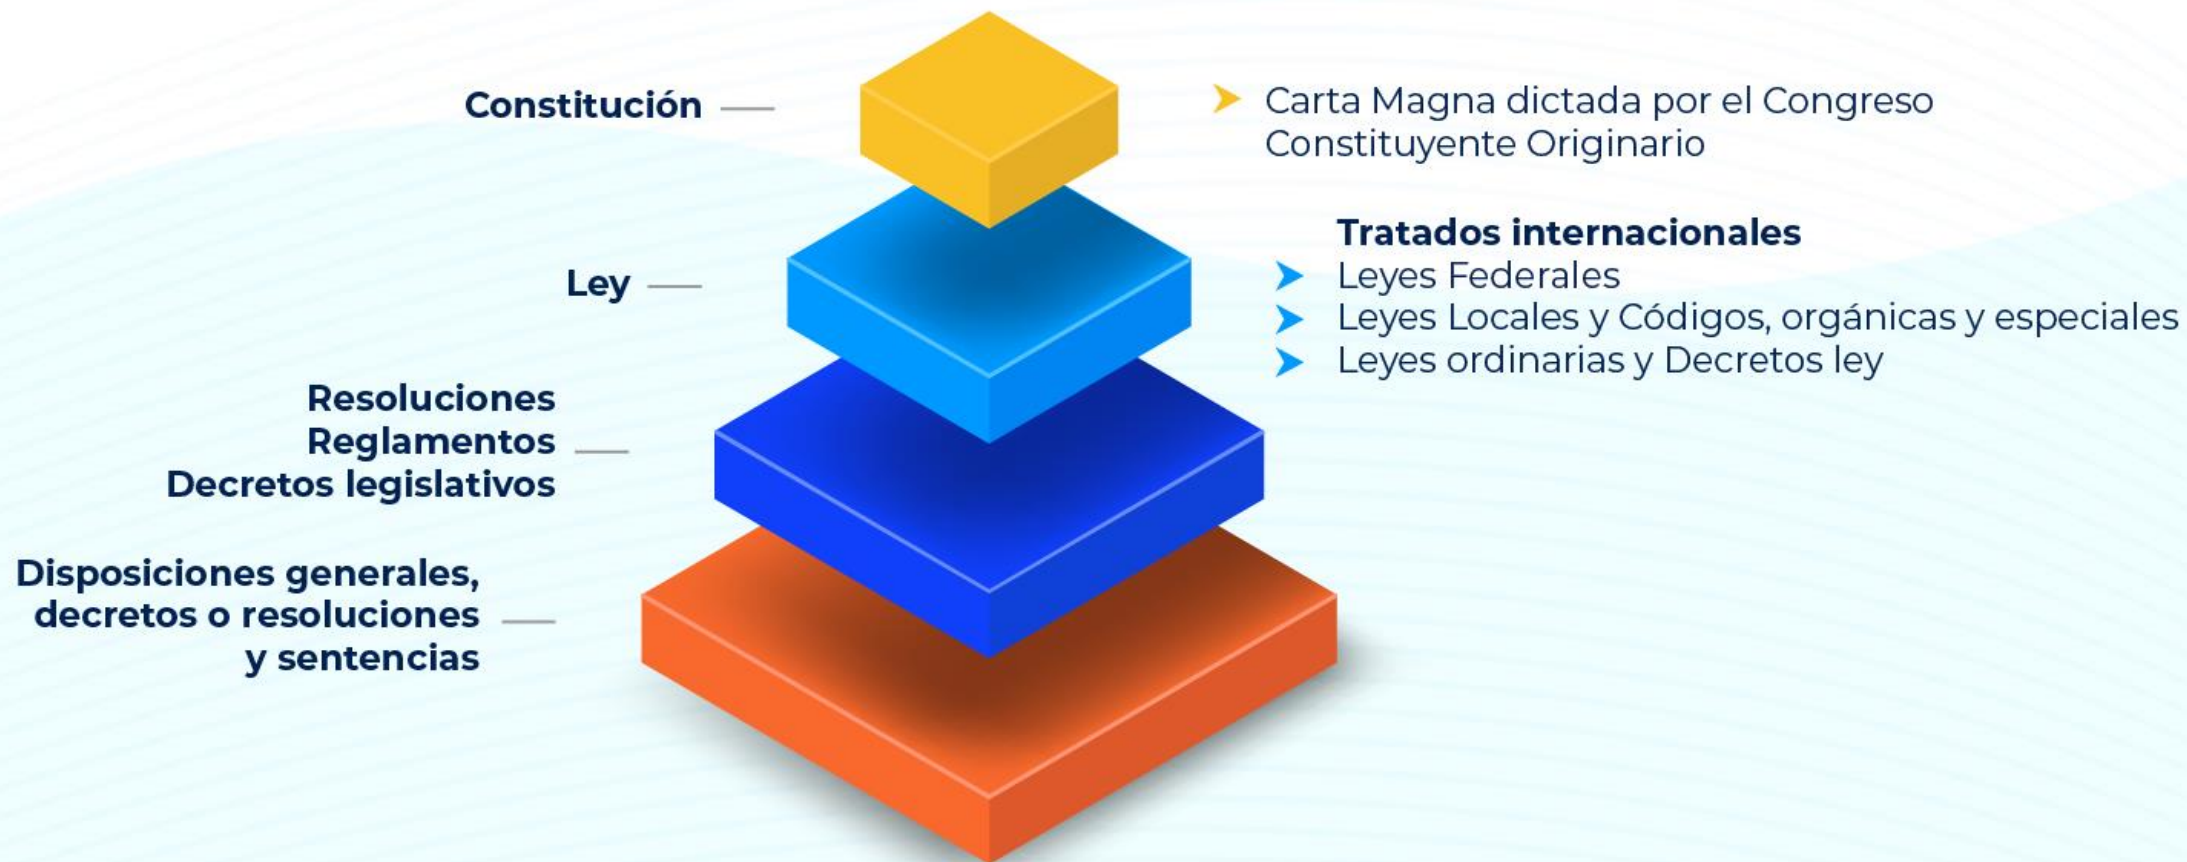 Constitución
Carta Magna dictada por el Congreso
Constituyente Originario
Ley
Tratados internacionales
Leyes Federales
Leyes Locales y Códigos, orgánicas y especiales
Leyes ordinarias y Decretos ley
Resoluciones
Reglamentos
Decretos legislativos
Disposiciones generales,
decretos o resoluciones
y sentencias